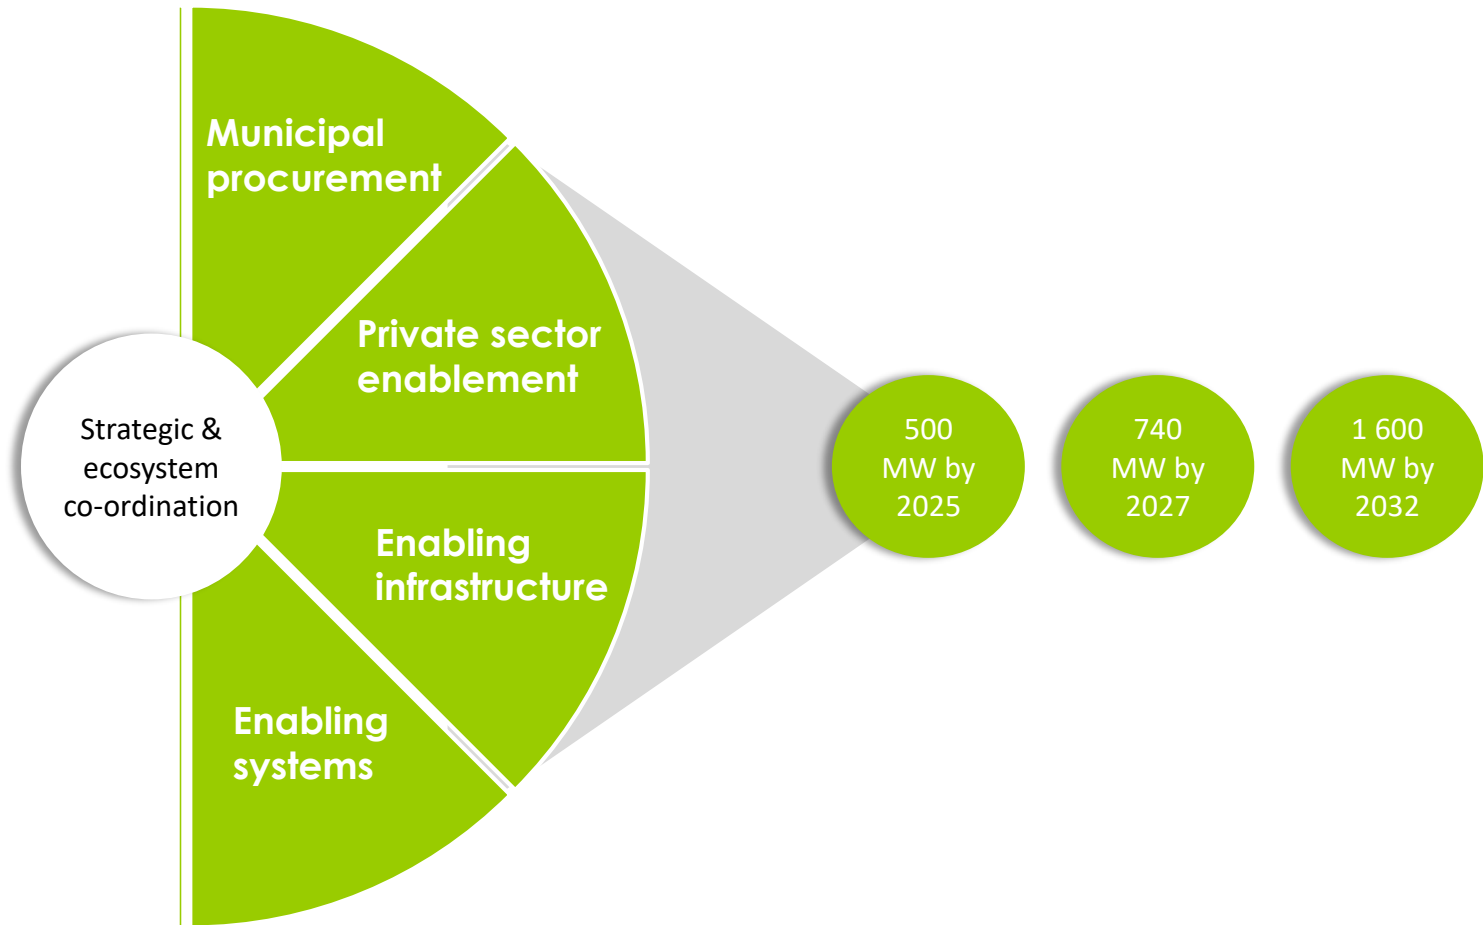 Municipal
procurement
Private sector
enablement
Strategic &
ecosystem
co-ordination
Enabling
infrastructure
Enabling
systems
500
MW by
2025
740
MW by
2027
1 600
MW by
2032